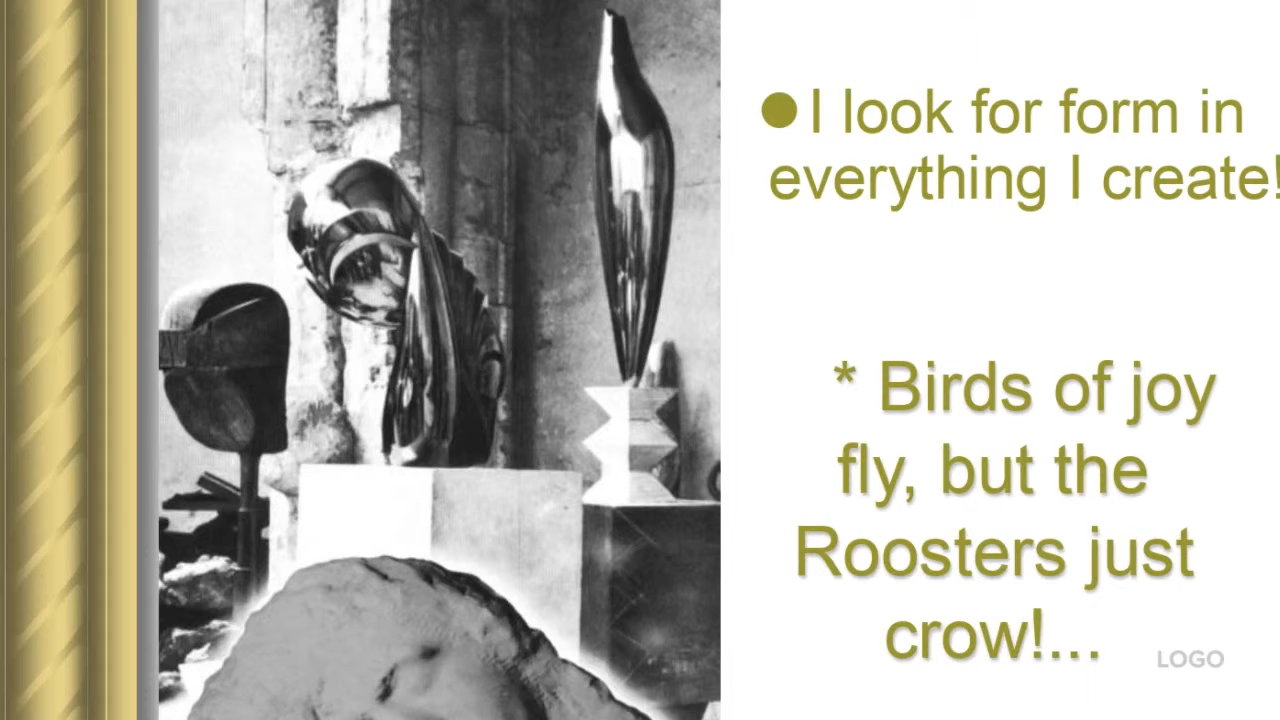 I look for form in
everything I create!
* Birds of joy
fly, but the
Roosters just
crow!...
LOGO